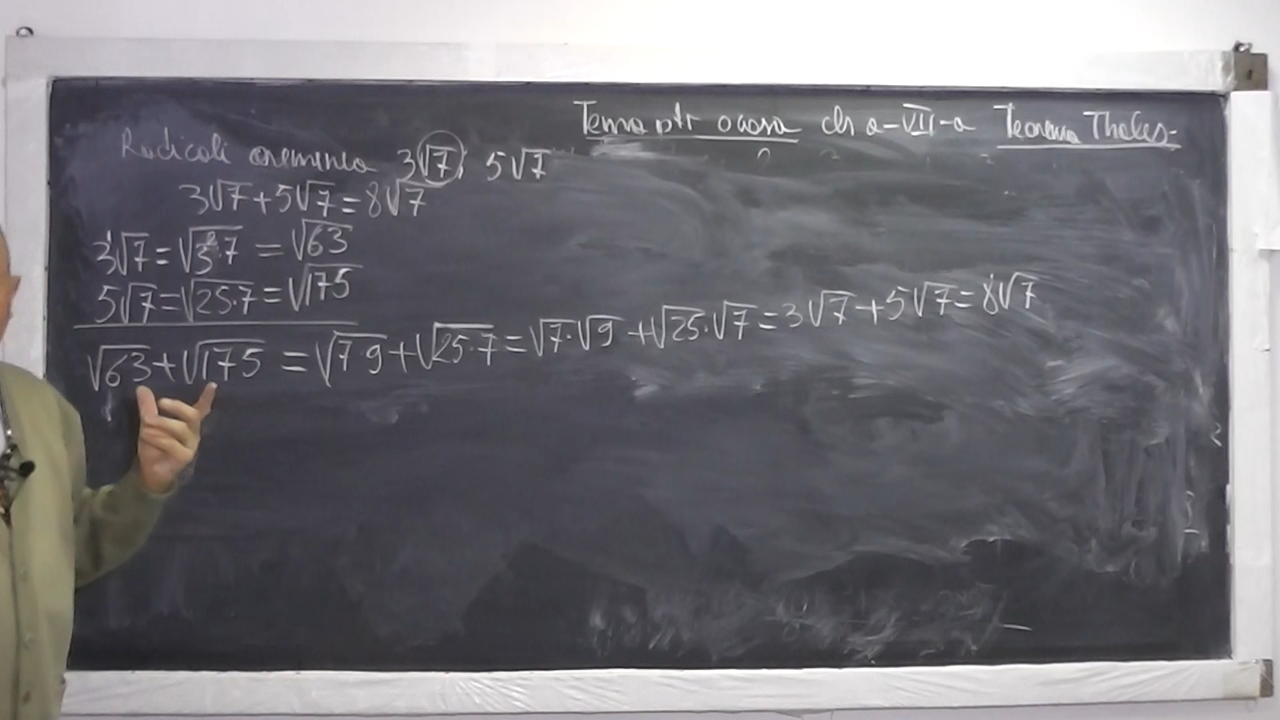 Tema ptr acasa cls a-VII-a Teorema Thales-
Radicali asemenea 3√7; 5√7
3√7+5√7=8√7
3√7=√3²·7 = √63
5√7=√25·7=√175
√63+√175 = √7·9+√25·7=√7·√9+√25·√7=3√7+5√7=8√7